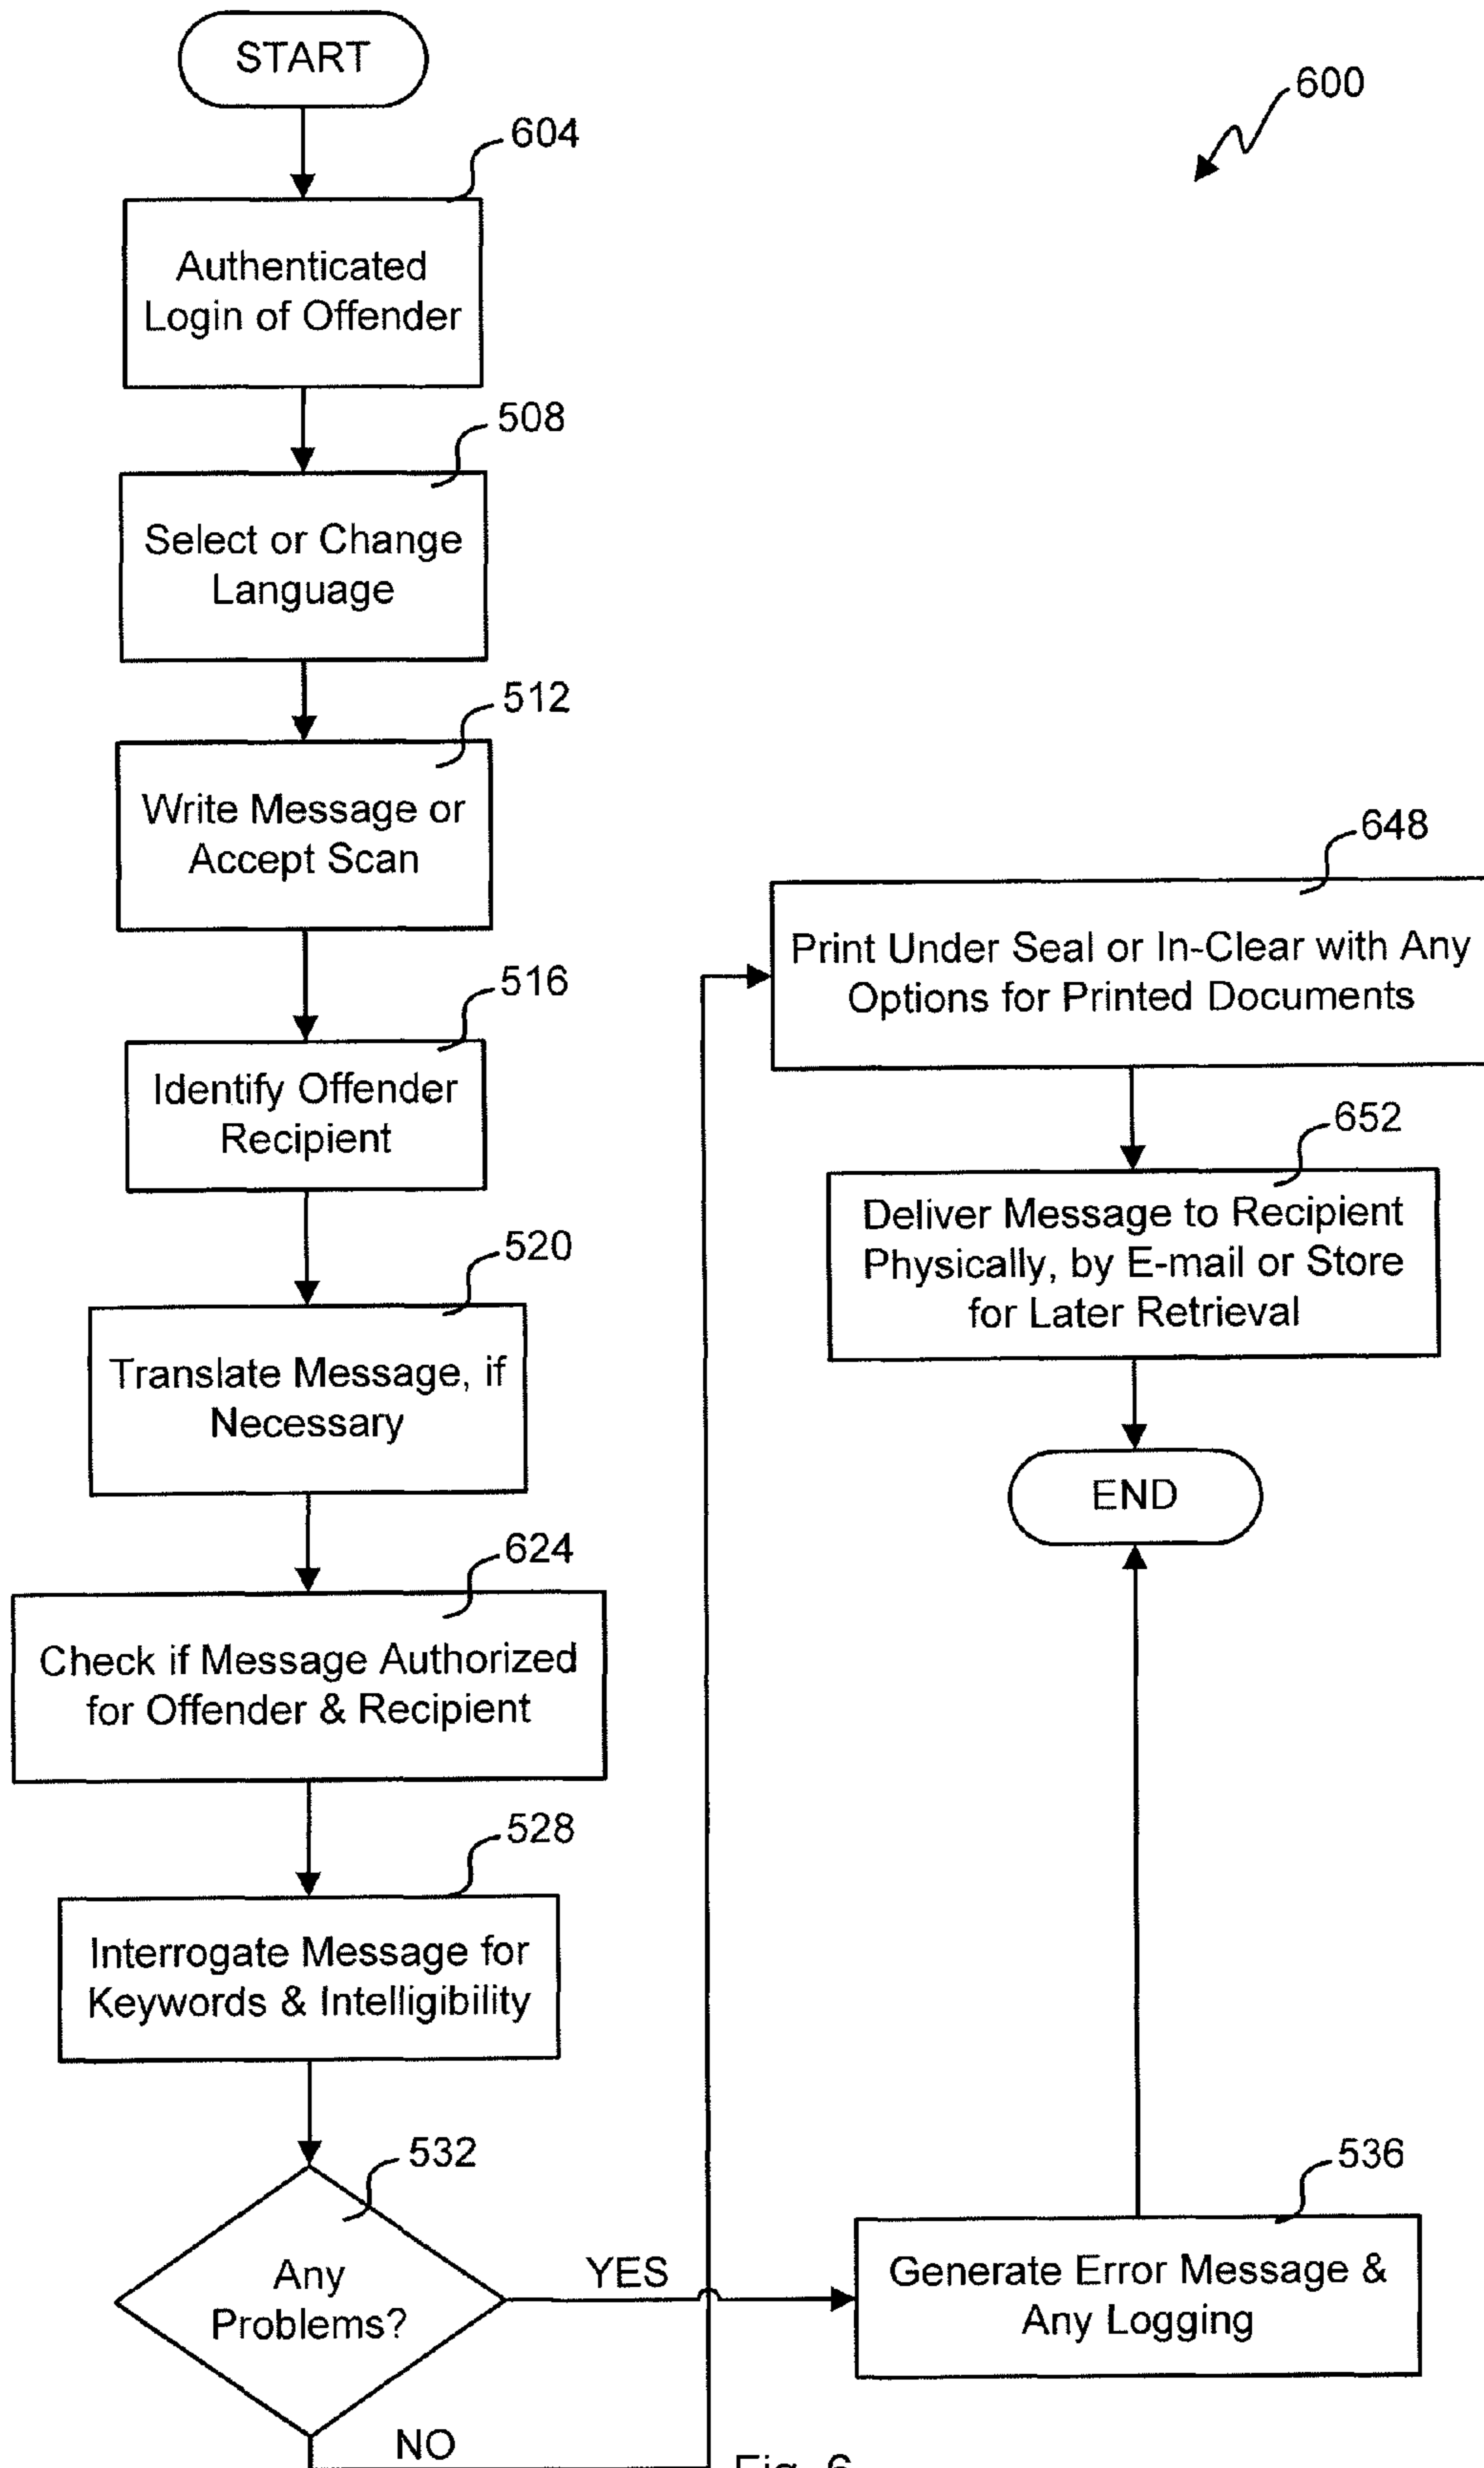 START
600
604
Authenticated
Login of Offender
508
Select or Change
Language
512
Write Message or
Accept Scan
516
Identify Offender
Recipient
520
Translate Message, if
Necessary
624
Check if Message Authorized
for Offender & Recipient
528
Interrogate Message for
Keywords & Intelligibility
532
Any
Problems?
YES
NO
648
Print Under Seal or In-Clear with Any
Options for Printed Documents
652
Deliver Message to Recipient
Physically, by E-mail or Store
for Later Retrieval
END
536
Generate Error Message &
Any Logging
Fig. 6